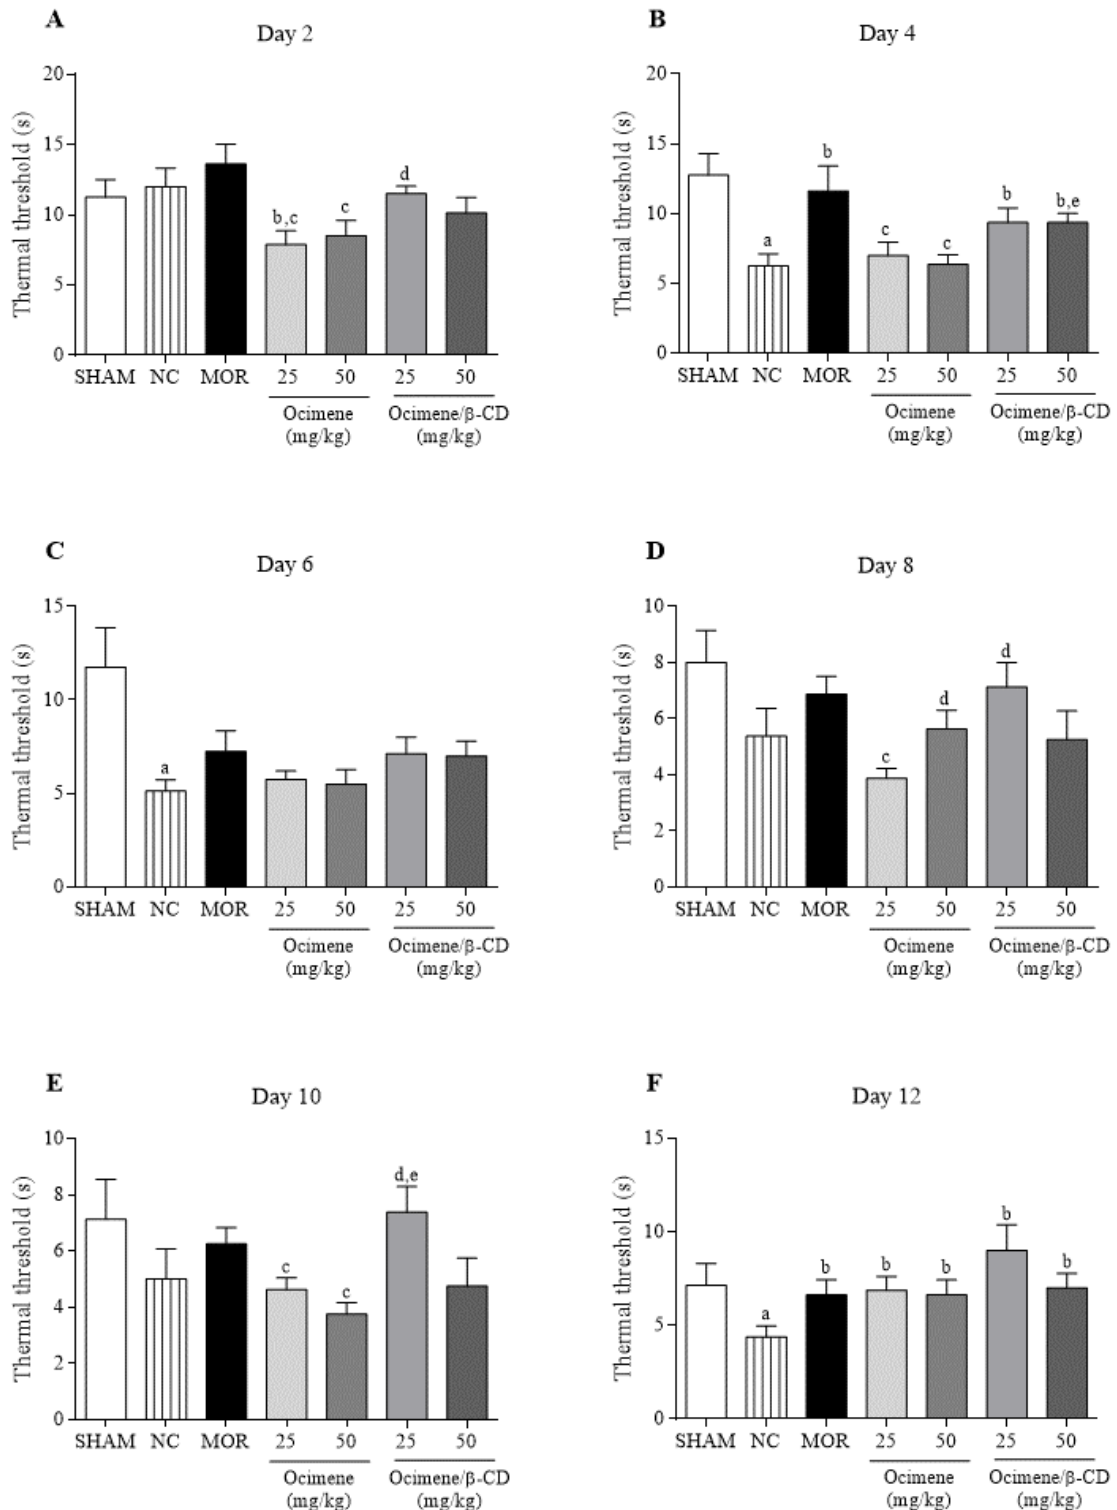 A
Day 2
Thermal threshold (s)
20
15
10
5
0
b,c
c
d
SHAM NC MOR 25 50 25 50
Ocimene Ocimene/β-CD
(mg/kg) (mg/kg)
B
Day 4
Thermal threshold (s)
20
15
10
5
0
a
b
c
c
b
b,e
SHAM NC MOR 25 50 25 50
Ocimene Ocimene/β-CD
(mg/kg) (mg/kg)
C
Day 6
Thermal threshold (s)
15
10
5
0
a
SHAM NC MOR 25 50 25 50
Ocimene Ocimene/β-CD
(mg/kg) (mg/kg)
D
Day 8
Thermal threshold (s)
10
8
6
4
2
0
c
d
d
SHAM NC MOR 25 50 25 50
Ocimene Ocimene/β-CD
(mg/kg) (mg/kg)
E
Day 10
Thermal threshold (s)
10
8
6
4
2
0
c
c
d,e
SHAM NC MOR 25 50 25 50
Ocimene Ocimene/β-CD
(mg/kg) (mg/kg)
F
Day 12
Thermal threshold (s)
15
10
5
0
a
b
b
b
b
b
SHAM NC MOR 25 50 25 50
Ocimene Ocimene/β-CD
(mg/kg) (mg/kg)